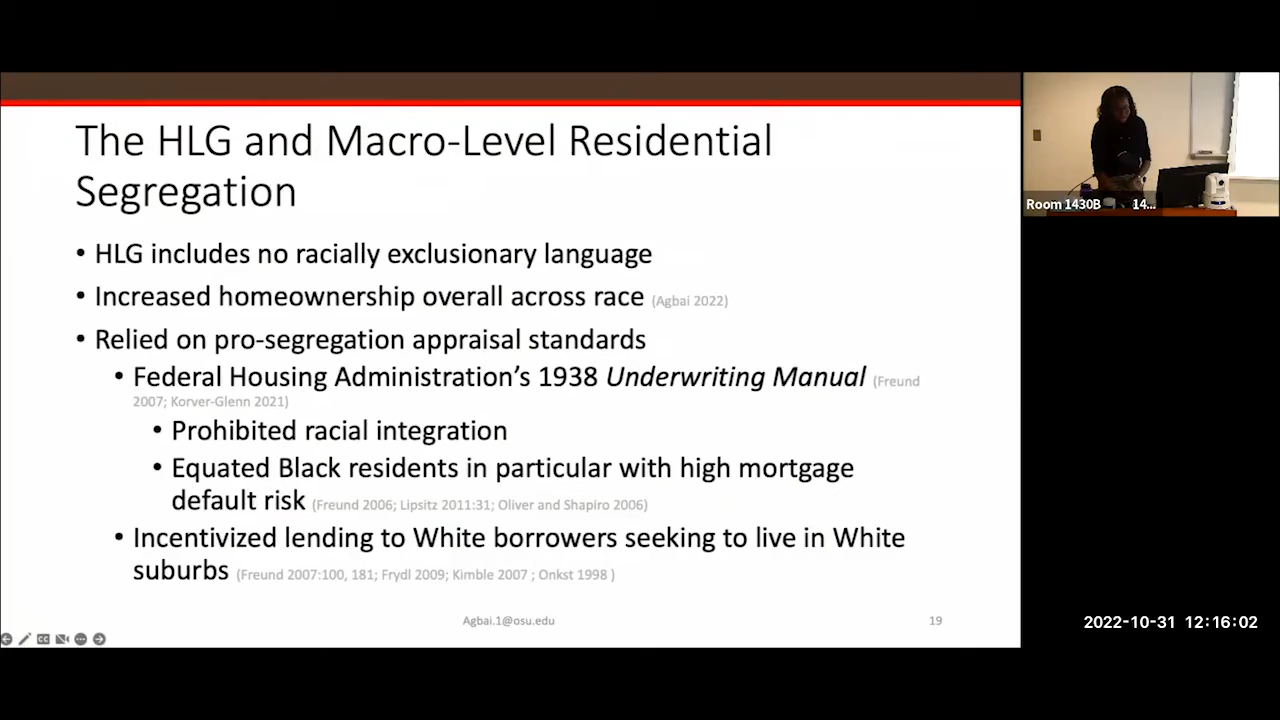 The HLG and Macro-Level Residential
Segregation
• HLG includes no racially exclusionary language
• Increased homeownership overall across race (Agbai 2022)
• Relied on pro-segregation appraisal standards
• Federal Housing Administration's 1938 Underwriting Manual (Freund
2007; Korver-Glenn 2021)
• Prohibited racial integration
• Equated Black residents in particular with high mortgage
default risk (Freund 2006; Lipsitz 2011:31; Oliver and Shapiro 2006)
• Incentivized lending to White borrowers seeking to live in White
suburbs (Freund 2007:100, 181; Frydl 2009; Kimble 2007 ; Onkst 1998 )
Agbai.1@osu.edu
19
Room 1430B 14...
2022-10-31 12:16:02